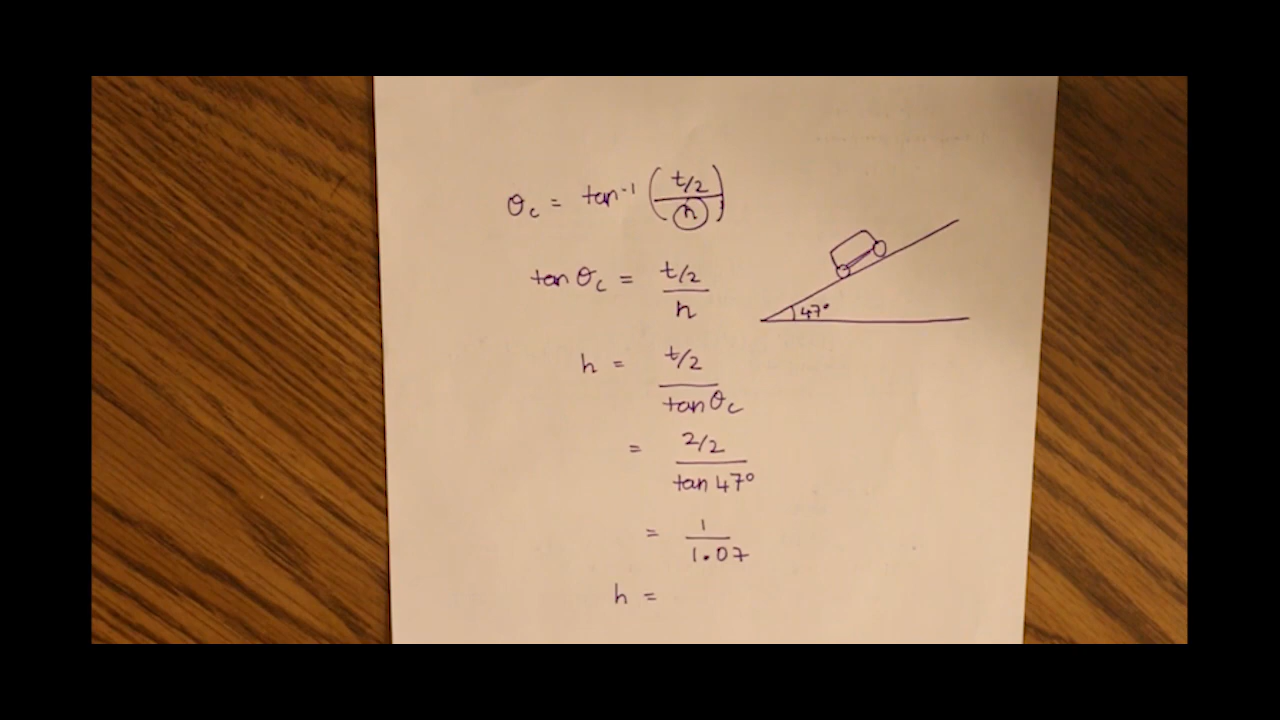 θc = tan⁻¹ (t/2 / h)
tan θc = t/2 / h
47°
h = t/2 / tan θc
= 2/2 / tan 47°
= 1 / 1.07
h =